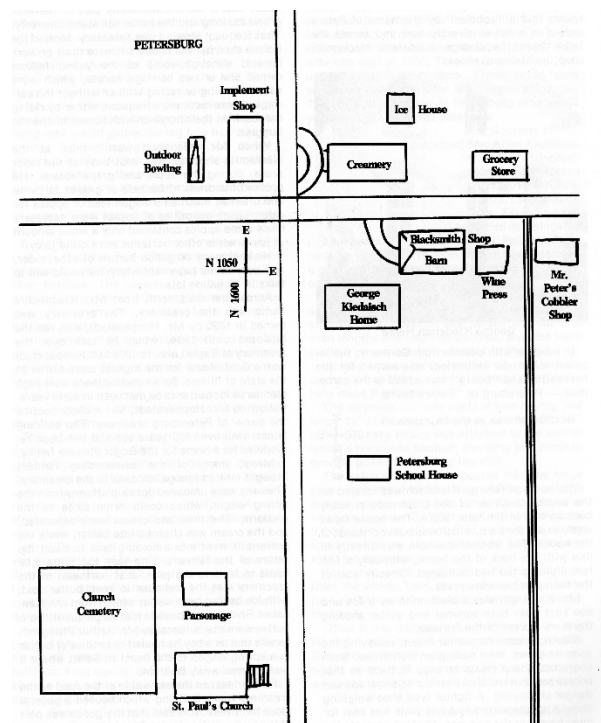 PETERSBURG
Implement
Shop
Ice House
Outdoor
Bowling
Creamery
Grocery
Store
E
N 1050
E
N 1600
Blacksmith Shop
Barn
Wine
Press
Mr.
Peter's
Cobbler
Shop
George
Kledaisch
Home
Petersburg
School House
Church
Cemetery
Parsonage
St. Paul's Church